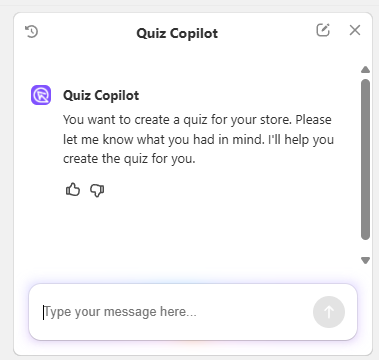 Quiz Copilot
Quiz Copilot
You want to create a quiz for your store. Please
let me know what you had in mind. I'll help you
create the quiz for you.
Type your message here...